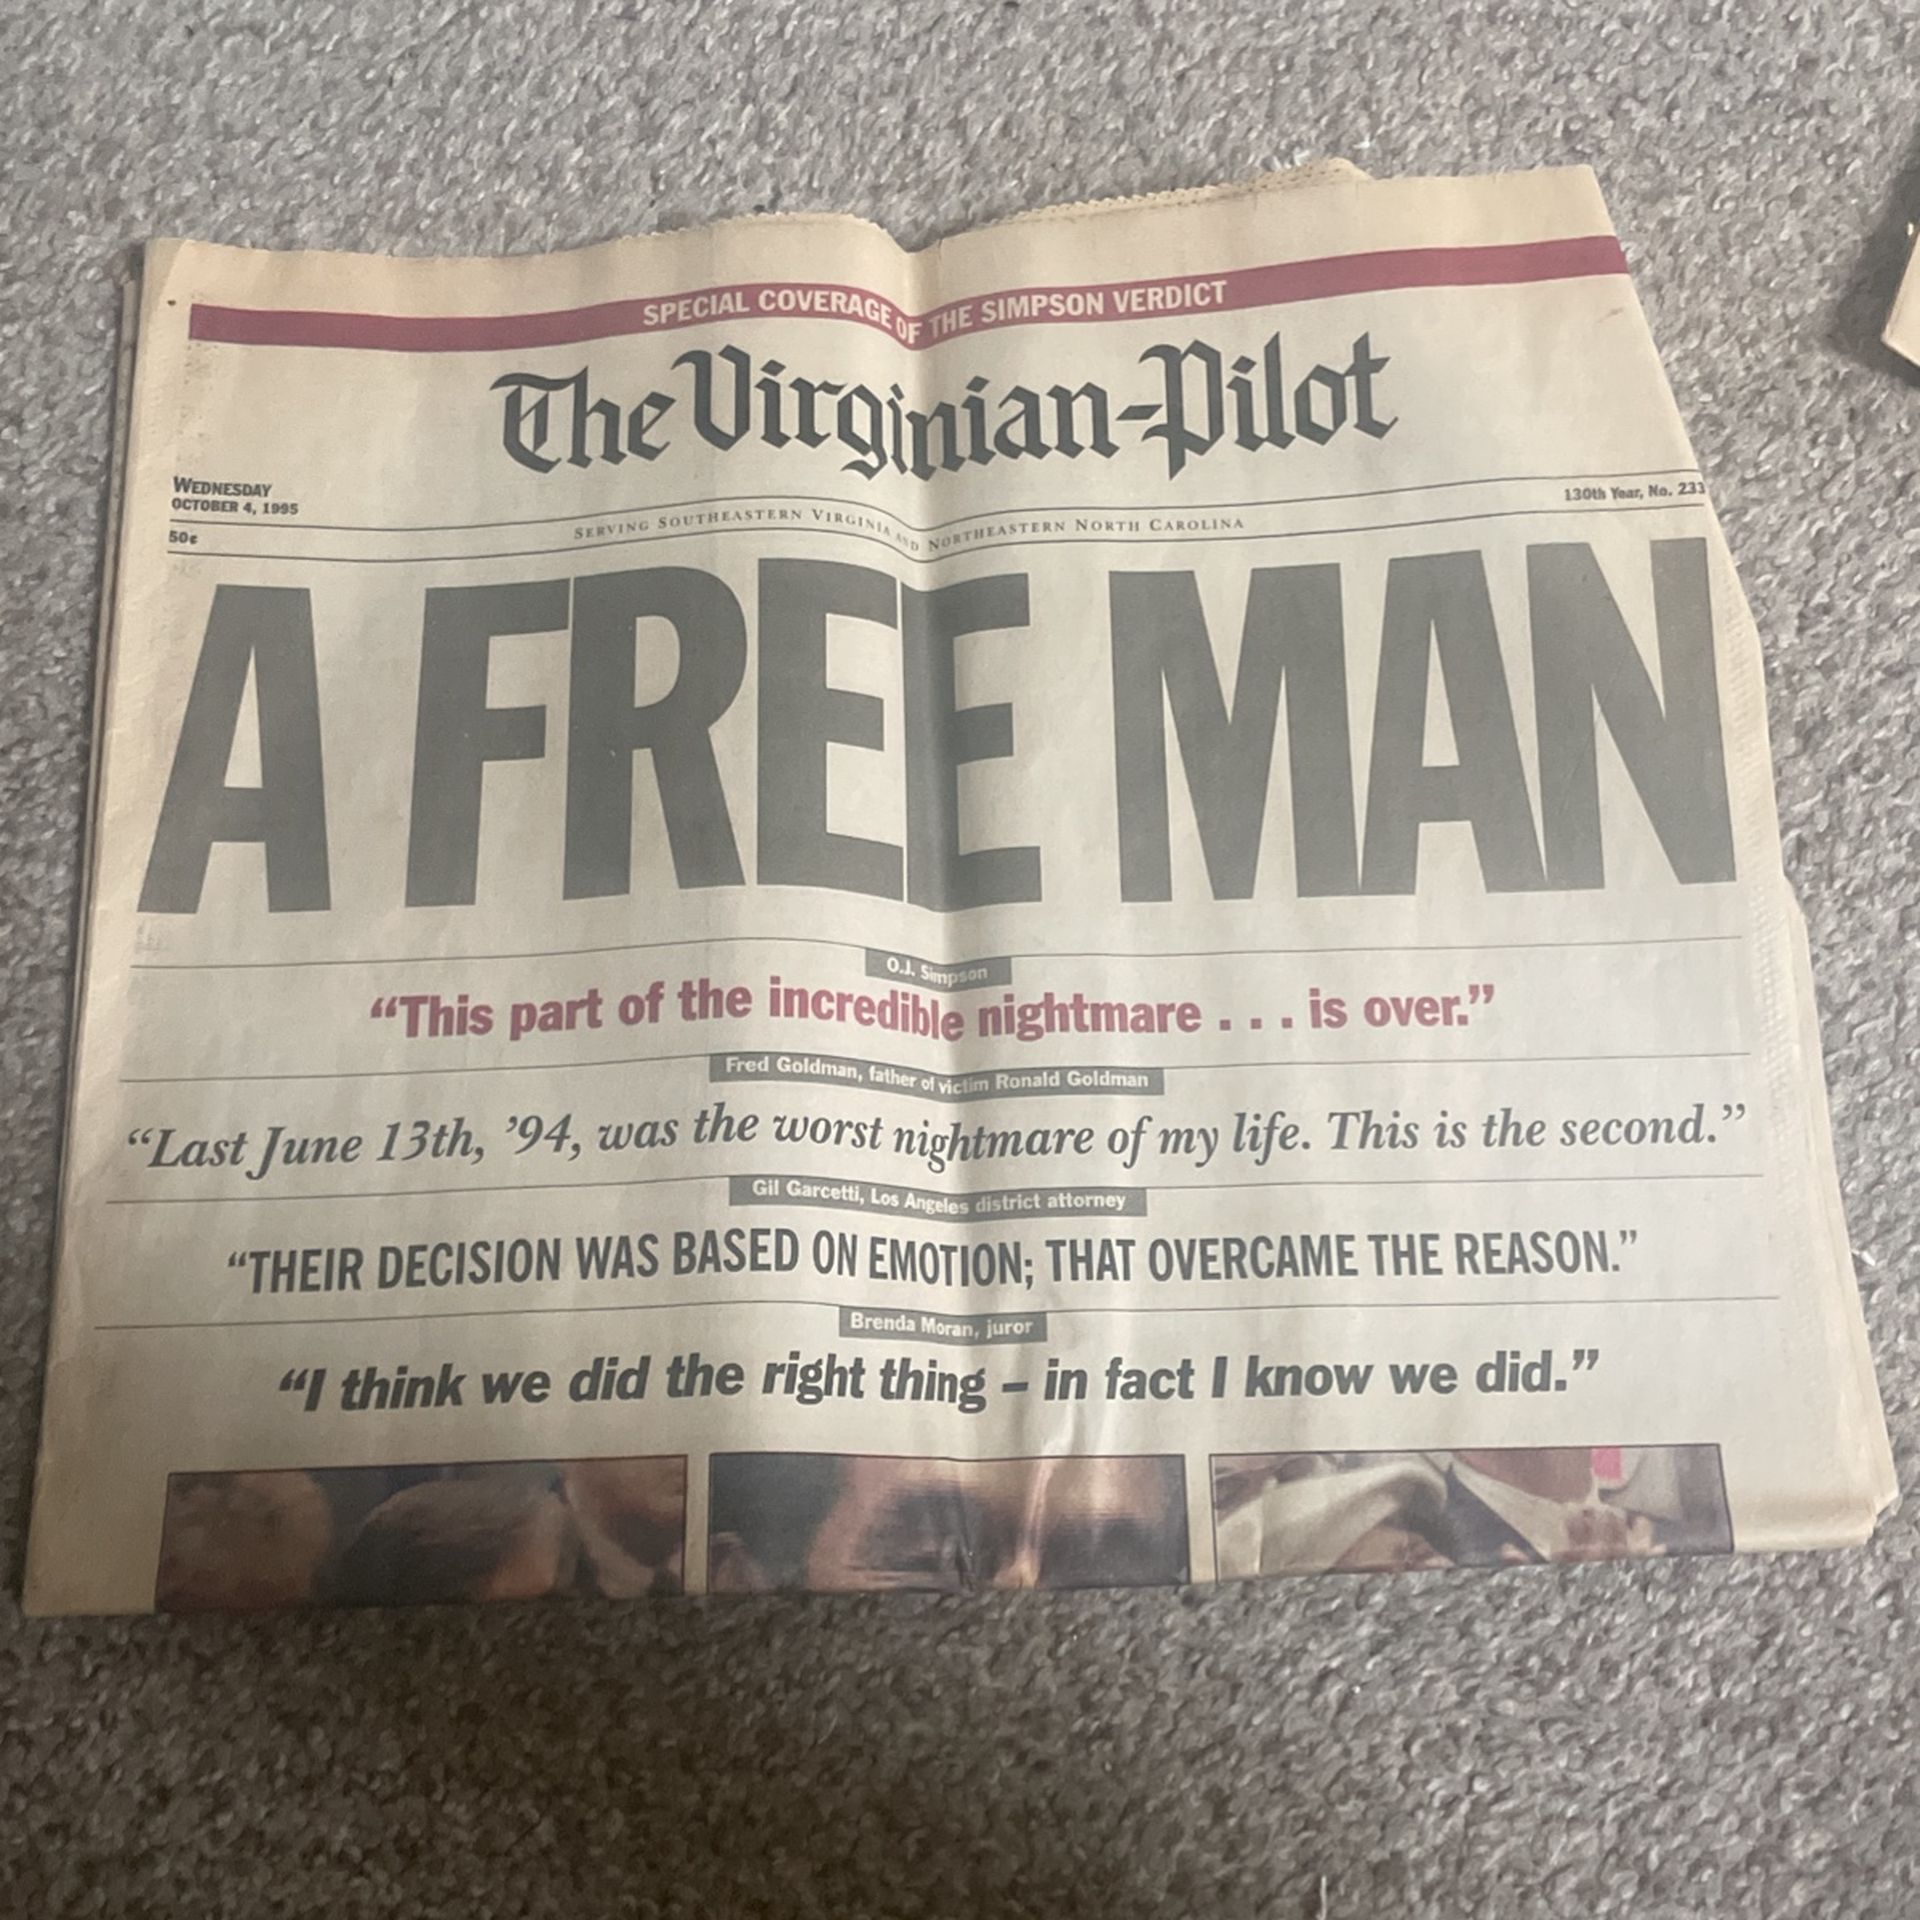 SPECIAL COVERAGE OF THE SIMPSON VERDICT
The Virginian-Pilot
WEDNESDAY
OCTOBER 4, 1995
130th Year, No. 233
SERVING SOUTHEASTERN VIRGINIA AND NORTHEASTERN NORTH CAROLINA
50¢
A FREE MAN
O.J. Simpson
“This part of the incredible nightmare . . . is over.”
Fred Goldman, father of victim Ronald Goldman
“Last June 13th, ’94, was the worst nightmare of my life. This is the second.”
Gil Garcetti, Los Angeles district attorney
“THEIR DECISION WAS BASED ON EMOTION; THAT OVERCAME THE REASON.”
Brenda Moran, juror
“I think we did the right thing – in fact I know we did.”